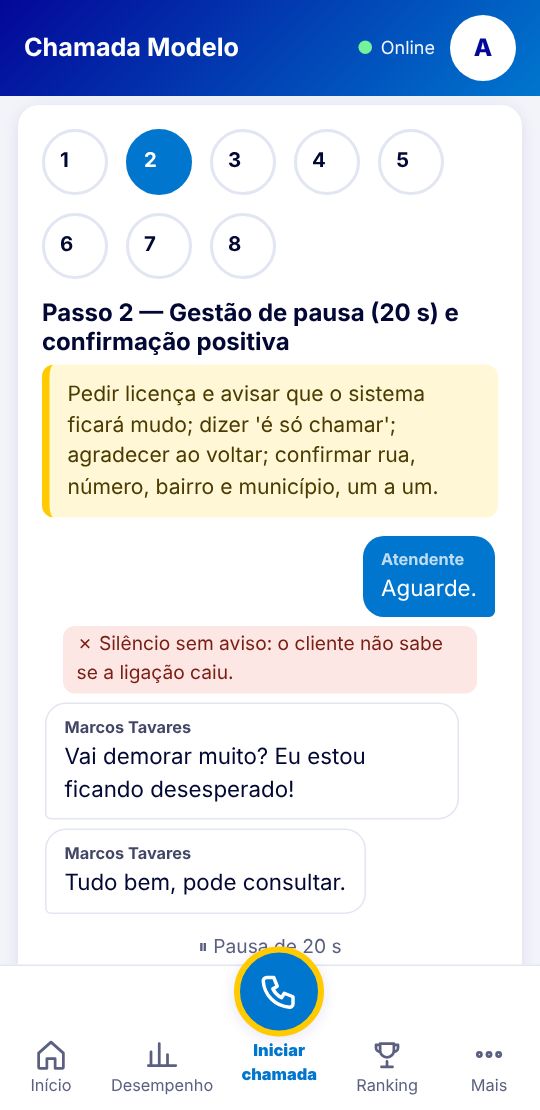 Chamada Modelo
Online
A
1
2
3
4
5
6
7
8
Passo 2 — Gestão de pausa (20 s) e
confirmação positiva
Pedir licença e avisar que o sistema
ficará mudo; dizer 'é só chamar';
agradecer ao voltar; confirmar rua,
número, bairro e município, um a um.
Atendente
Aguarde.
✕ Silêncio sem aviso: o cliente não sabe
se a ligação caiu.
Marcos Tavares
Vai demorar muito? Eu estou
ficando desesperado!
Marcos Tavares
Tudo bem, pode consultar.
⏸ Pausa de 20 s
Início
Desempenho
Iniciar
chamada
Ranking
Mais